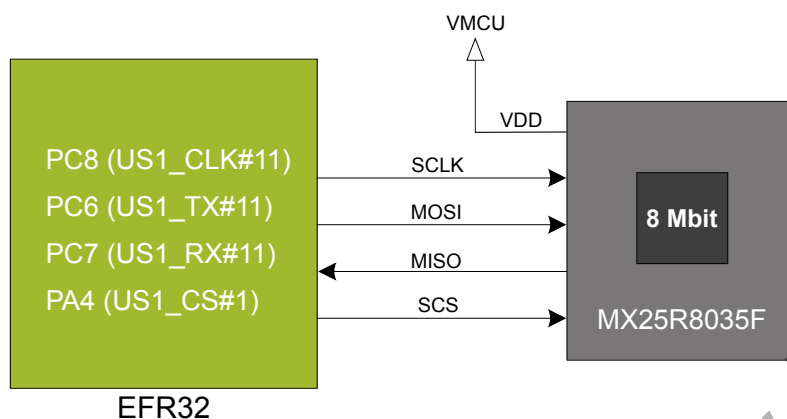 VMCU
VDD
PC8 (US1_CLK#11)
SCLK
PC6 (US1_TX#11)
MOSI
8 Mbit
PC7 (US1_RX#11)
MISO
PA4 (US1_CS#1)
SCS
MX25R8035F
EFR32